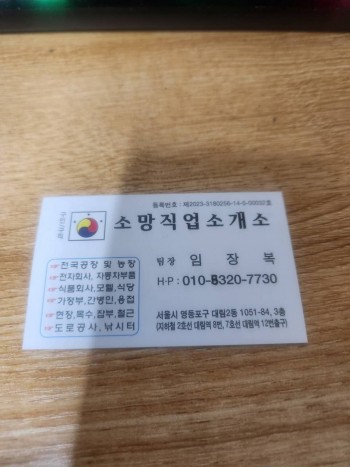 등록번호 : 제2023-3180256-14-5-00032호
소망직업소개소
팀장 임 장 복
H·P : 010-8320-7730
☞전국공장 및 농장
☞전자회사, 자동차부품
☞식품회사, 모텔, 식당
☞가정부, 간병인, 용접
☞현장, 목수, 잡부, 철근
☞도로공사, 낚시터
서울시 영등포구 대림2동 1051-84, 3층
(지하철 2호선 대림역 8번, 7호선 대림역 12번출구)